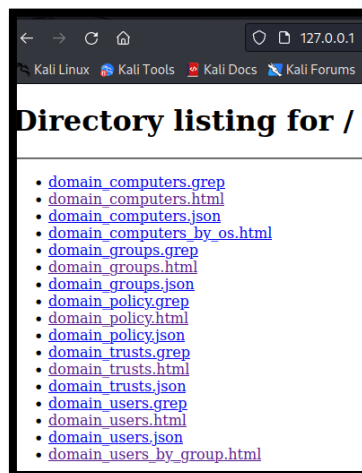 127.0.0.1
Kali Linux Kali Tools Kali Docs Kali Forums
Directory listing for /
domain_computers.grep
domain_computers.html
domain_computers.json
domain_computers_by_os.html
domain_groups.grep
domain_groups.html
domain_groups.json
domain_policy.grep
domain_policy.html
domain_policy.json
domain_trusts.grep
domain_trusts.html
domain_trusts.json
domain_users.grep
domain_users.html
domain_users.json
domain_users_by_group.html